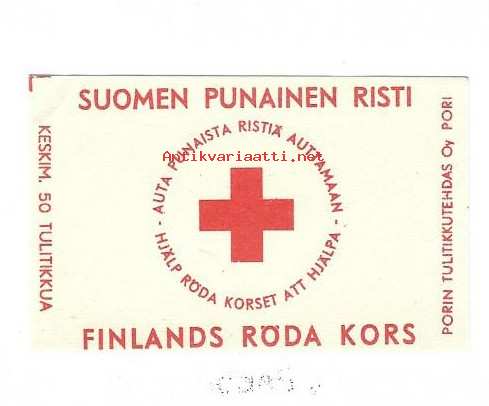 SUOMEN PUNAINEN RISTI
KESKIM. 50 TULITIKKUA
- AUTA PUNAISTA RISTIÄ AUTTAMAAN -
HJÄLP RÖDA KORSET ATT HJÄLPA
Antikvariaatti.net
PORIN TULITIKKUTEHDAS Oy PORI
FINLANDS RÖDA KORS